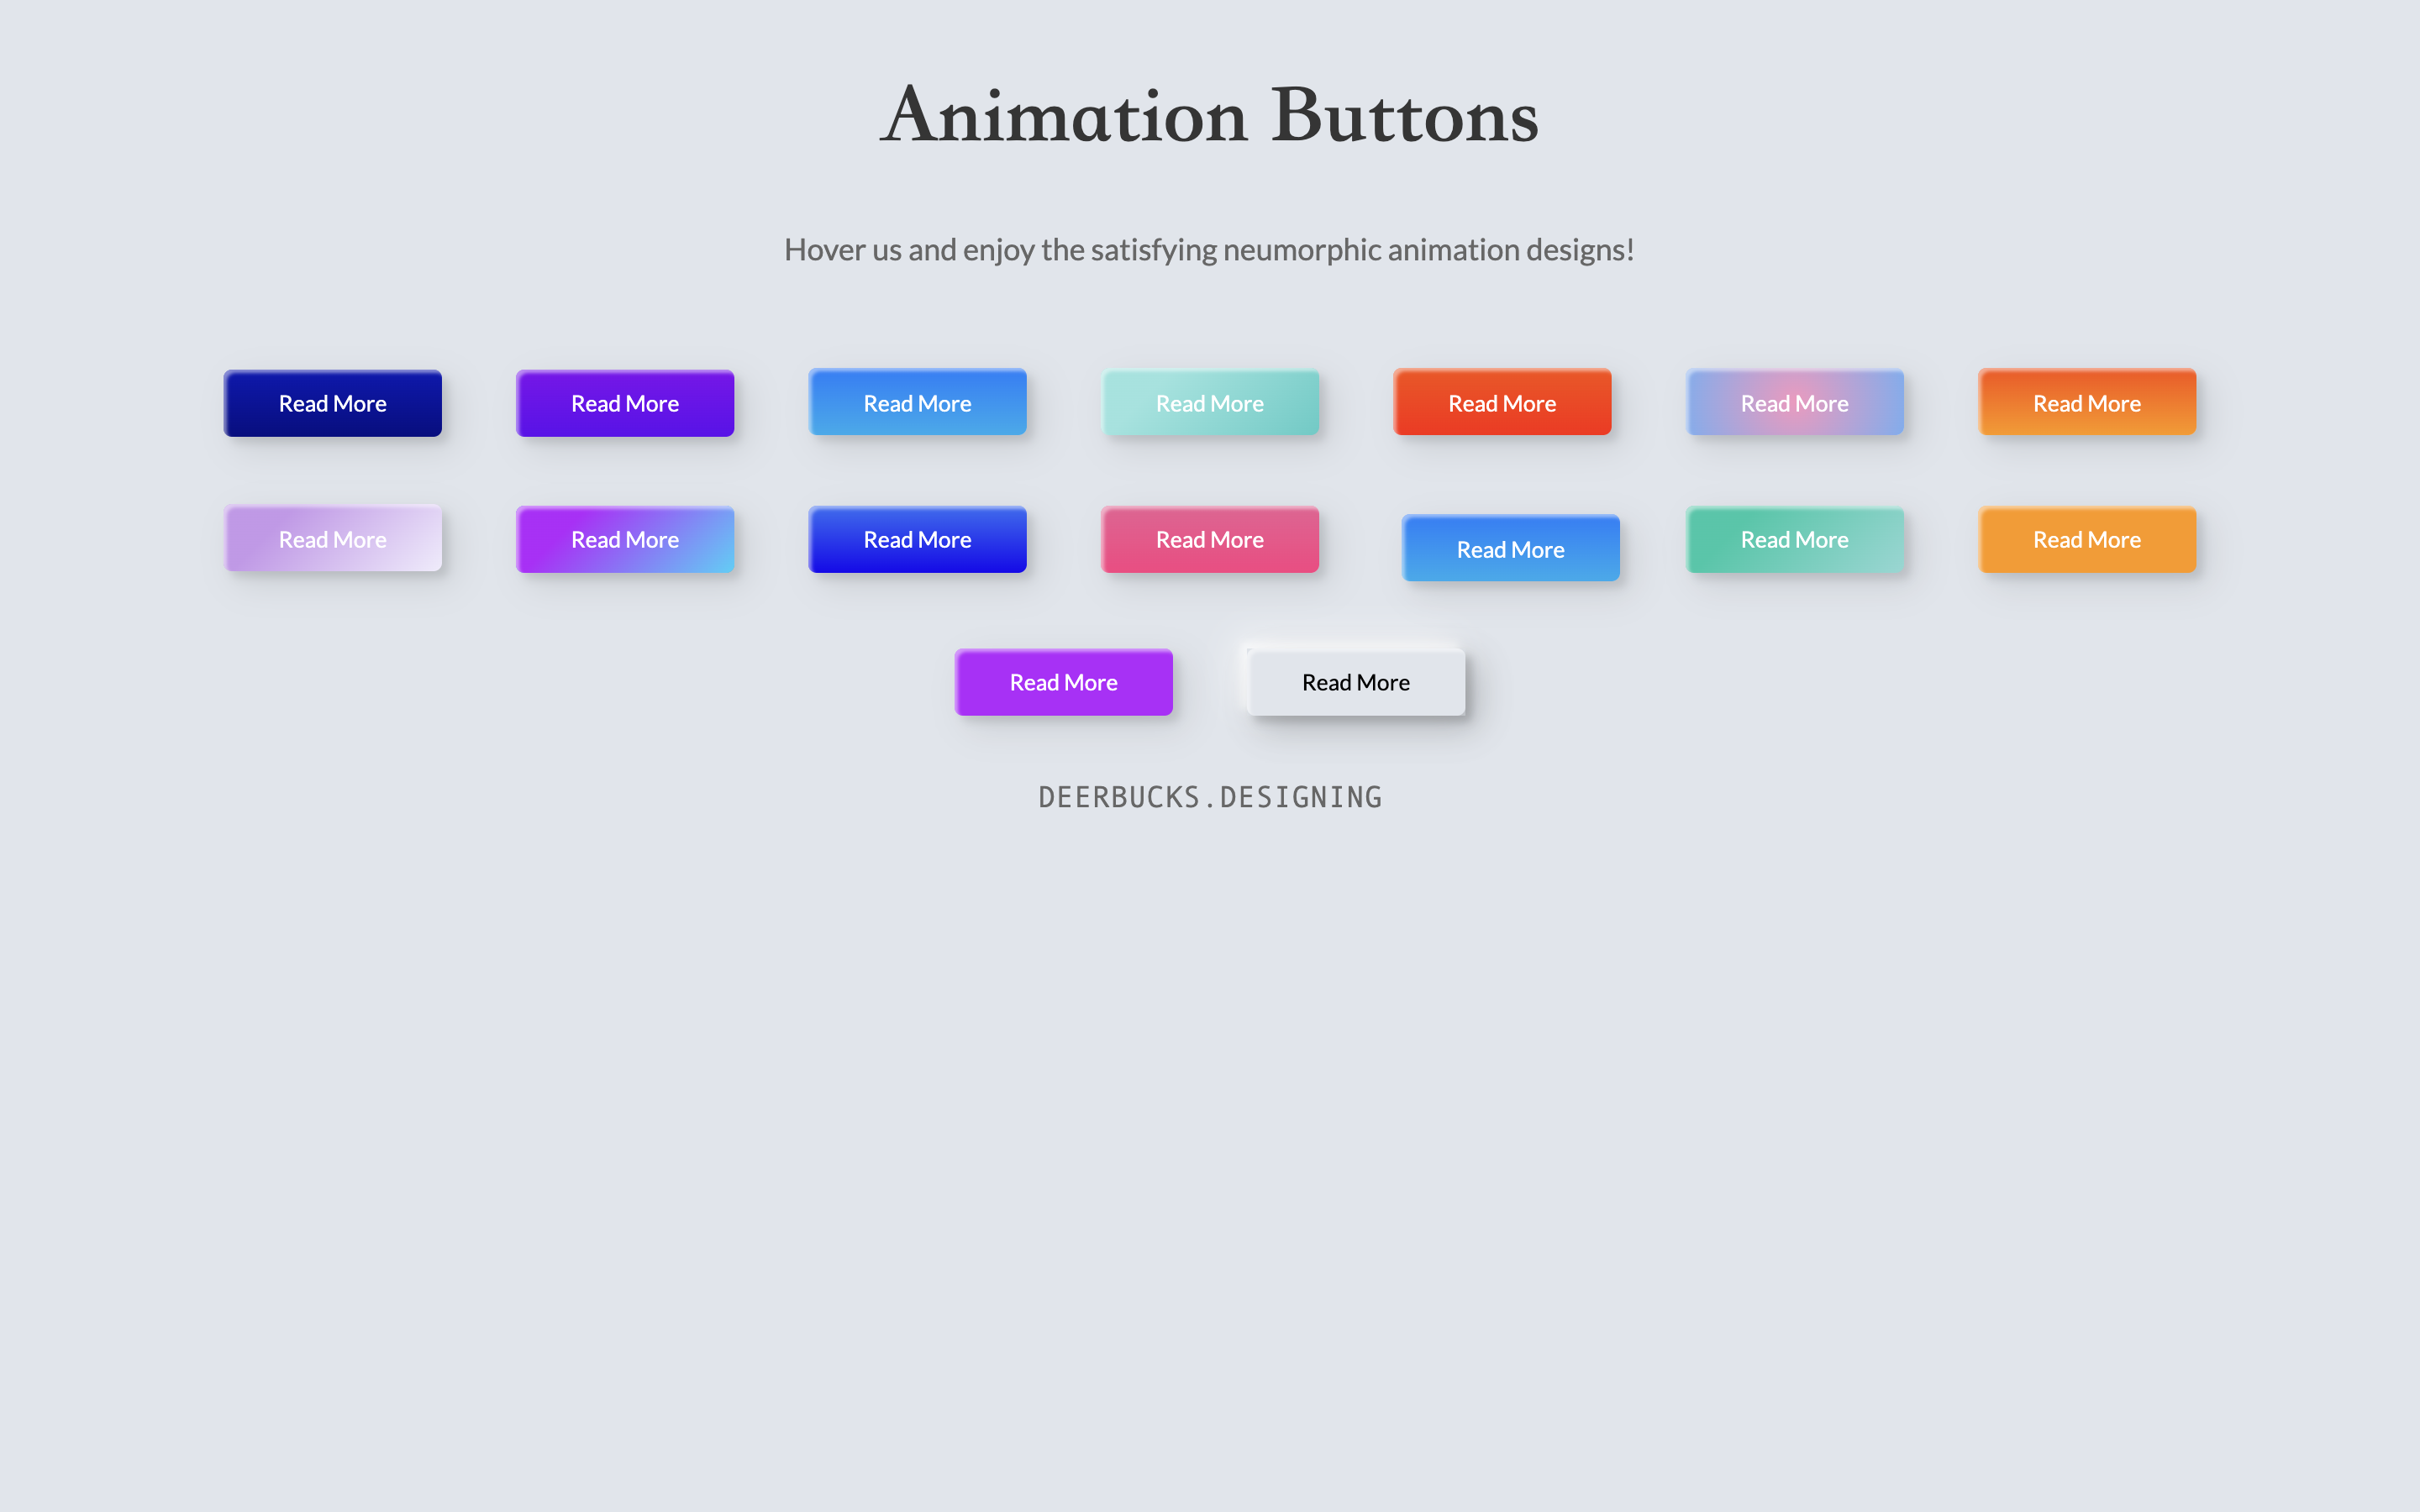 Animation Buttons
Hover us and enjoy the satisfying neumorphic animation designs!
Read More Read More Read More Read More Read More Read More Read More
Read More Read More Read More Read More Read More Read More Read More
Read More Read More
DEERBUCKS.DESIGNING